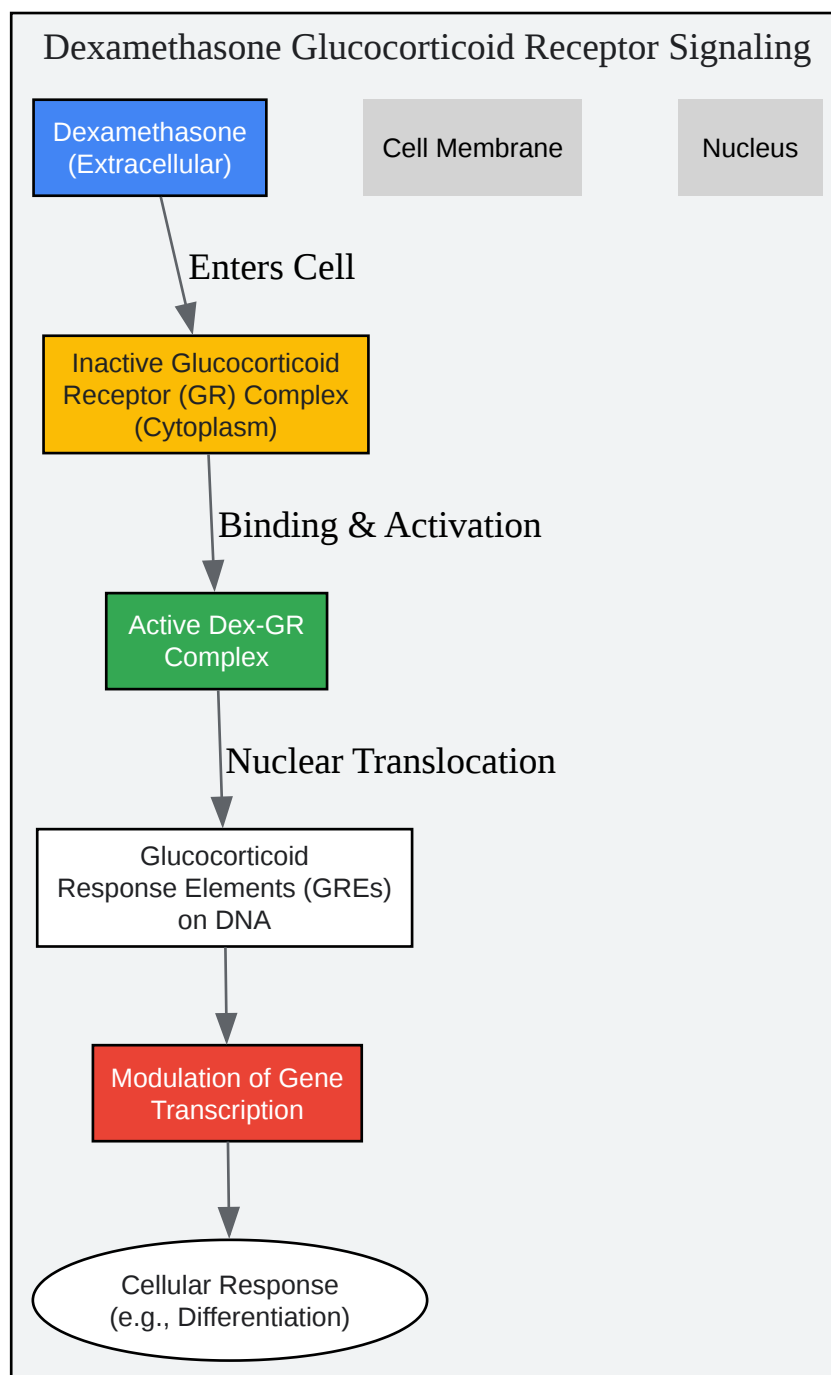 Dexamethasone Glucocorticoid Receptor Signaling
Dexamethasone
(Extracellular)
Cell Membrane
Nucleus
Enters Cell
Inactive Glucocorticoid
Receptor (GR) Complex
(Cytoplasm)
Binding & Activation
Active Dex-GR
Complex
Nuclear Translocation
Glucocorticoid
Response Elements (GREs)
on DNA
Modulation of Gene
Transcription
Cellular Response
(e.g., Differentiation)